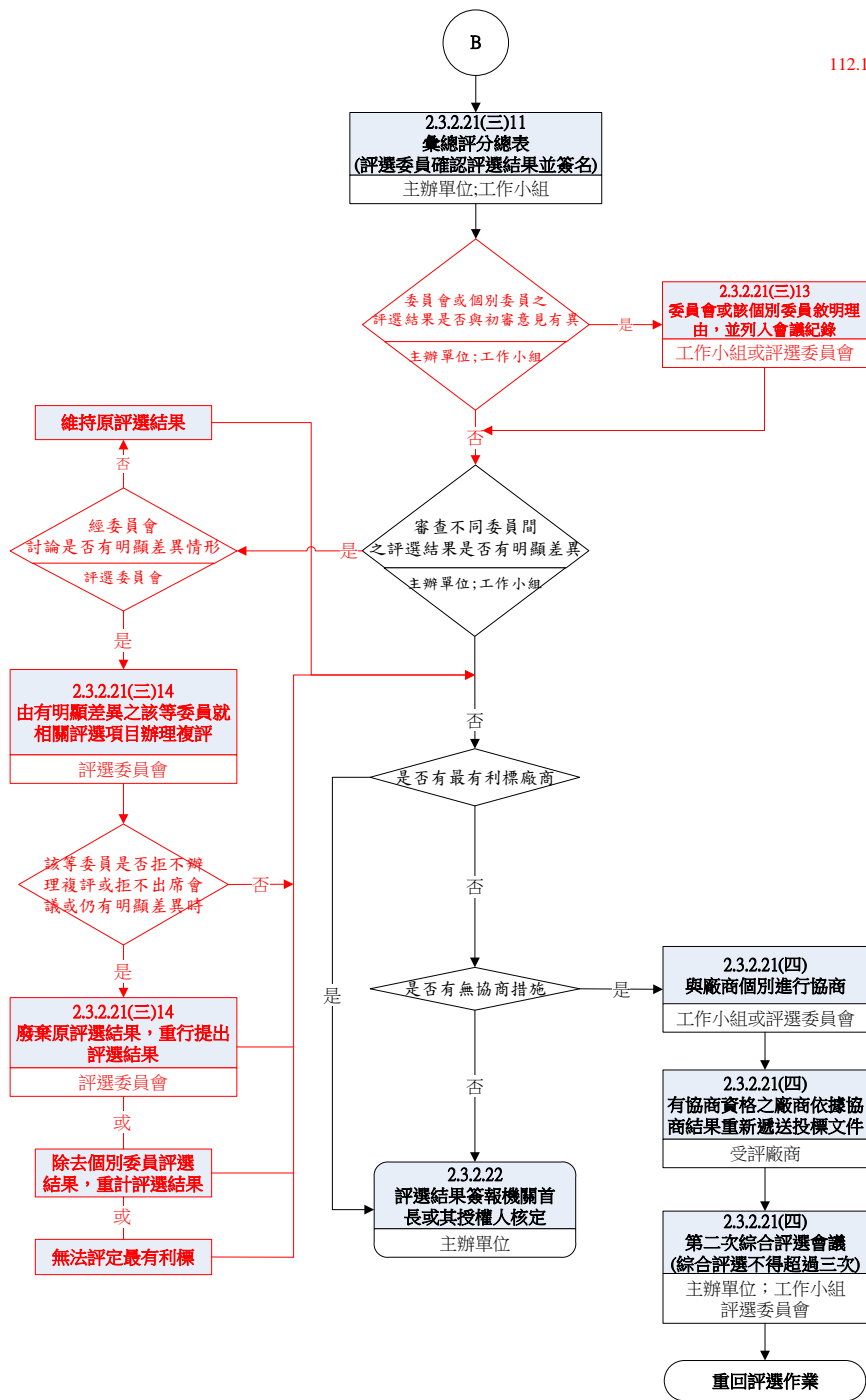 B
112.1
2.3.2.21(三)11
彙總評分總表
(評選委員確認評選結果並簽名)
主辦單位;工作小組
委員會或個別委員之
評選結果是否與初審意見有異
主辦單位;工作小組
是
2.3.2.21(三)13
委員會或該個別委員敘明理
由，並列入會議紀錄
工作小組或評選委員會
否
維持原評選結果
否
經委員會
討論是否有明顯差異情形
評選委員會
是
審查不同委員間
之評選結果是否有明顯差異
主辦單位;工作小組
是
2.3.2.21(三)14
由有明顯差異之該等委員就
相關評選項目辦理複評
評選委員會
否
是否有最有利標廠商
該等委員是否拒不辦
理複評或拒不出席會
議或仍有明顯差異時
否
否
是
是
是否有無協商措施
是
2.3.2.21(四)
與廠商個別進行協商
工作小組或評選委員會
2.3.2.21(三)14
廢棄原評選結果，重行提出
評選結果
評選委員會
否
2.3.2.21(四)
有協商資格之廠商依據協
商結果重新遞送投標文件
受評廠商
或
除去個別委員評選
結果，重計評選結果
或
無法評定最有利標
2.3.2.22
評選結果簽報機關首
長或其授權人核定
主辦單位
2.3.2.21(四)
第二次綜合評選會議
(綜合評選不得超過三次)
主辦單位；工作小組
評選委員會
重回評選作業